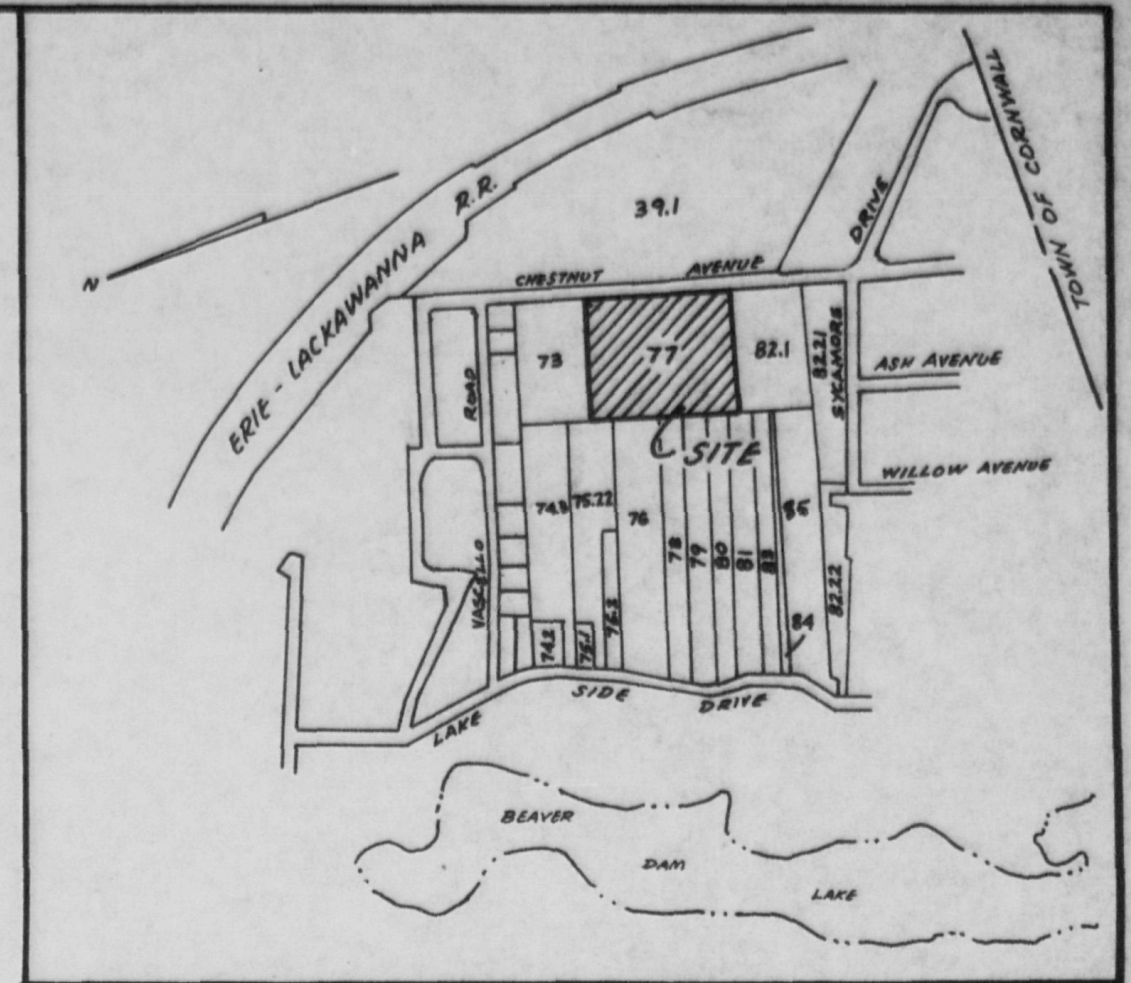 TOWN OF CORNWALL
ERIE - LACKAWANNA R.R.
39.1
DRIVE
N
CHESTNUT AVENUE
73
77
82.1
82.21
SYCAMORE
ASH AVENUE
ROAD
SITE
WILLOW AVENUE
74.3
75.22
76
78
79
80
81
83
85
VASCELLO
76.2
82.22
84
74.2
75.1
LAKE SIDE DRIVE
BEAVER
DAM
LAKE